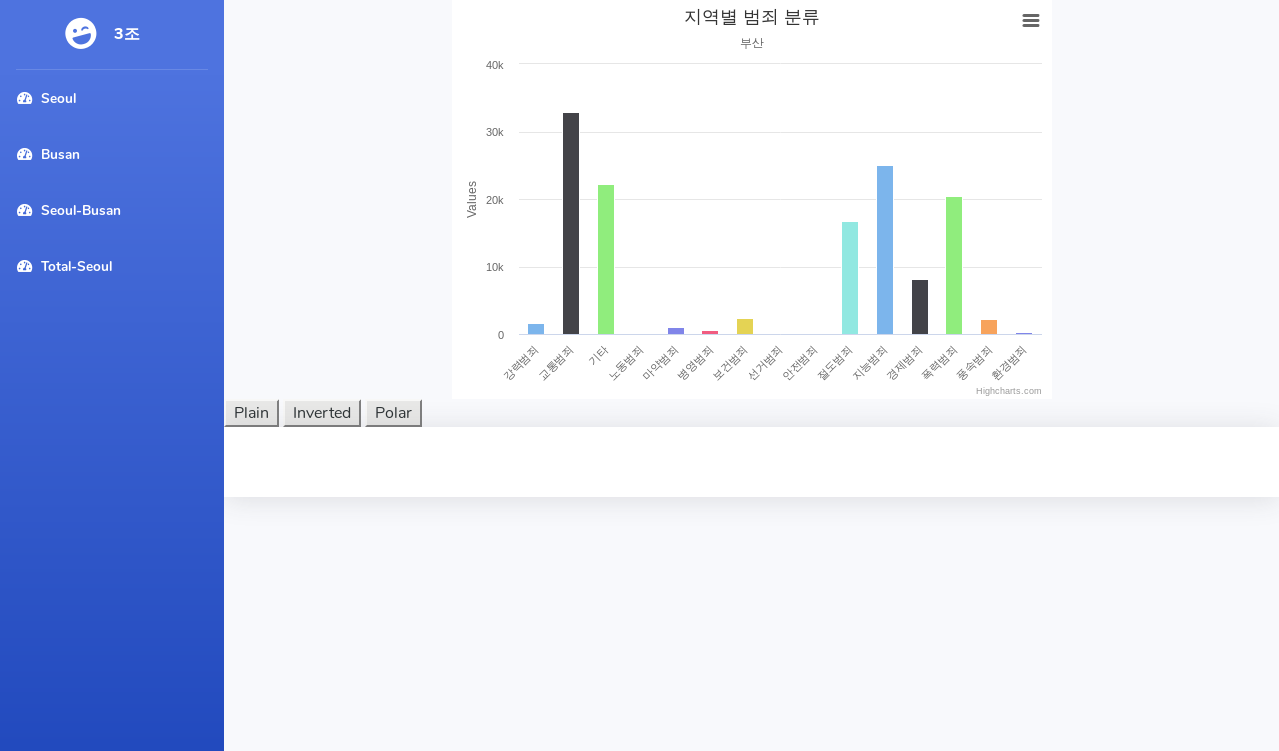 3조
Seoul
Busan
Seoul-Busan
Total-Seoul
지역별 범죄 분류
부산
Values
40k
30k
20k
10k
0
강력범죄
교통범죄
기타
노동범죄
마약범죄
병영범죄
보건범죄
선거범죄
안전범죄
절도범죄
지능범죄
경제범죄
폭력범죄
풍속범죄
환경범죄
Highcharts.com
Plain Inverted Polar